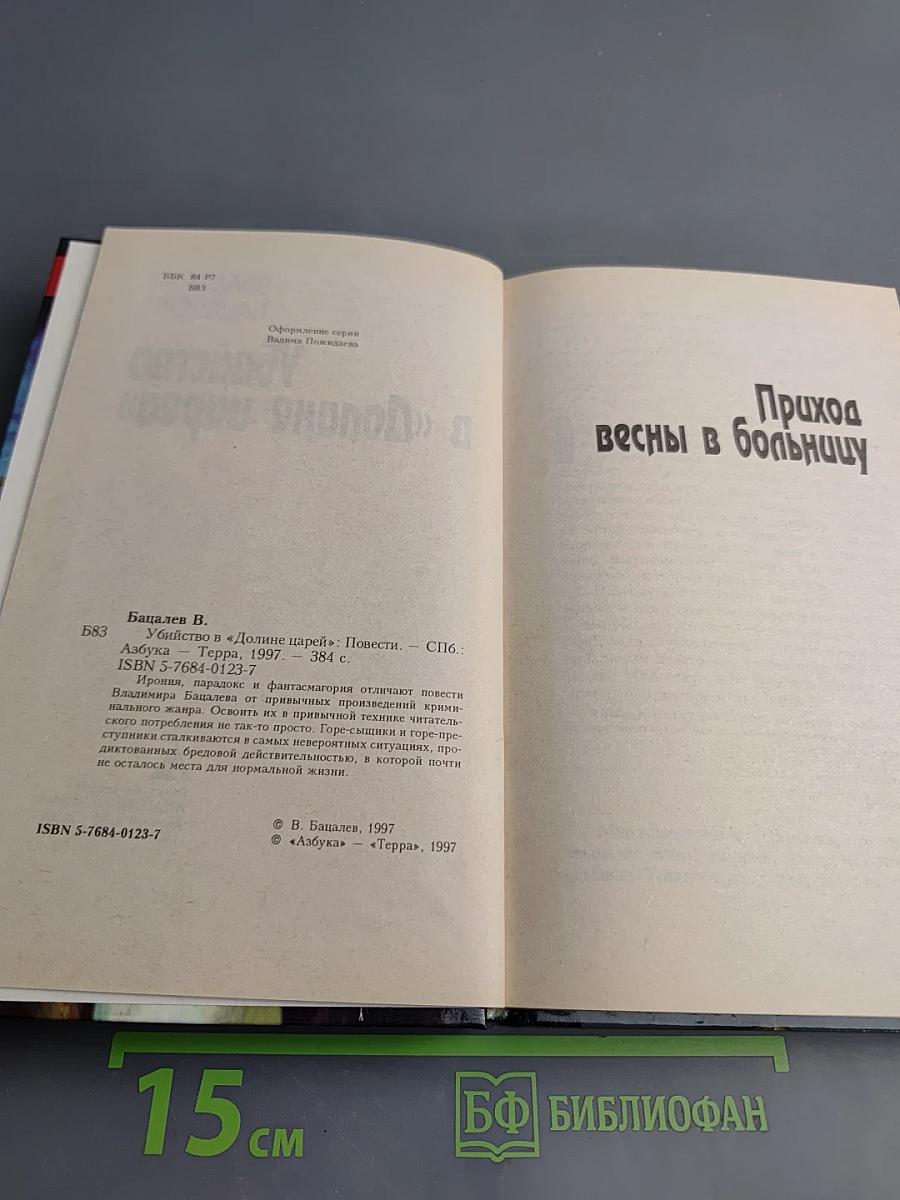 ББК 84 Р7
Б83
Оформление серии
Вадима Пожидаева
Бацалев В.
Б83 Убийство в «Долине царей»: Повести. — СПб.:
Азбука — Терра, 1997. — 384 с.
ISBN 5-7684-0123-7
Ирония, парадокс и фантасмагория отличают повести
Владимира Бацалева от привычных произведений крими-
нального жанра. Освоить их в привычной технике читатель-
ского потребления не так-то просто. Горе-сыщики и горе-пре-
ступники сталкиваются в самых невероятных ситуациях, про-
диктованных бредовой действительностью, в которой почти
не осталось места для нормальной жизни.
ISBN 5-7684-0123-7
© В. Бацалев, 1997
© «Азбука» — «Терра», 1997
Приход
весны в больницу
15 см
БФ БИБЛИОФАН